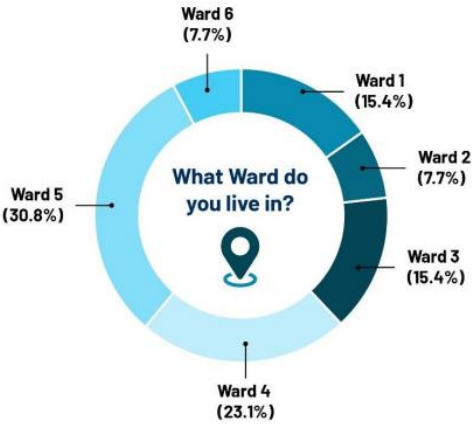 Ward 6
(7.7%)
Ward 1
(15.4%)
Ward 2
(7.7%)
What Ward do
you live in?
Ward 5
(30.8%)
Ward 3
(15.4%)
Ward 4
(23.1%)